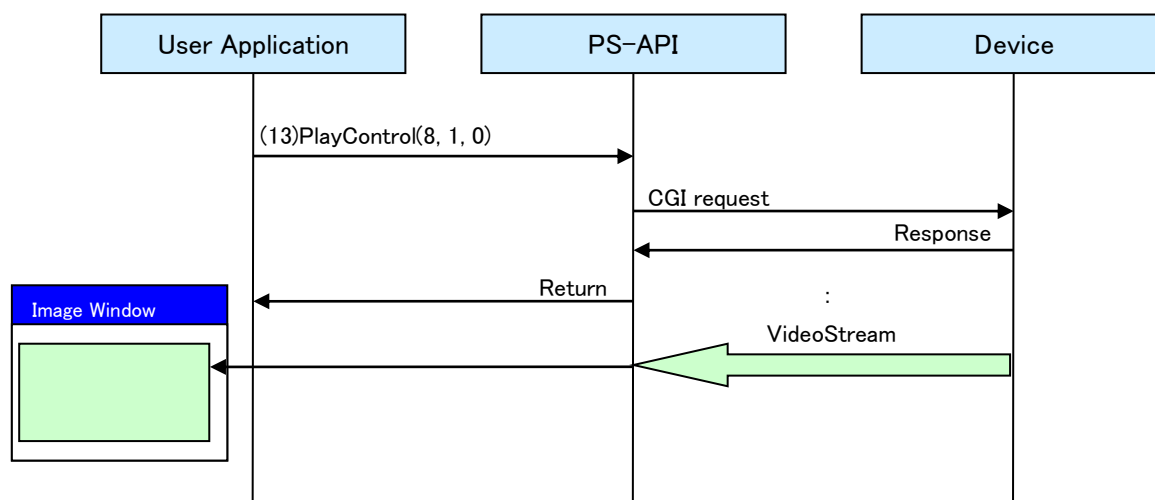 User Application
PS-API
Device
(13)PlayControl(8, 1, 0)
CGI request
Response
Return
:
Image Window
VideoStream